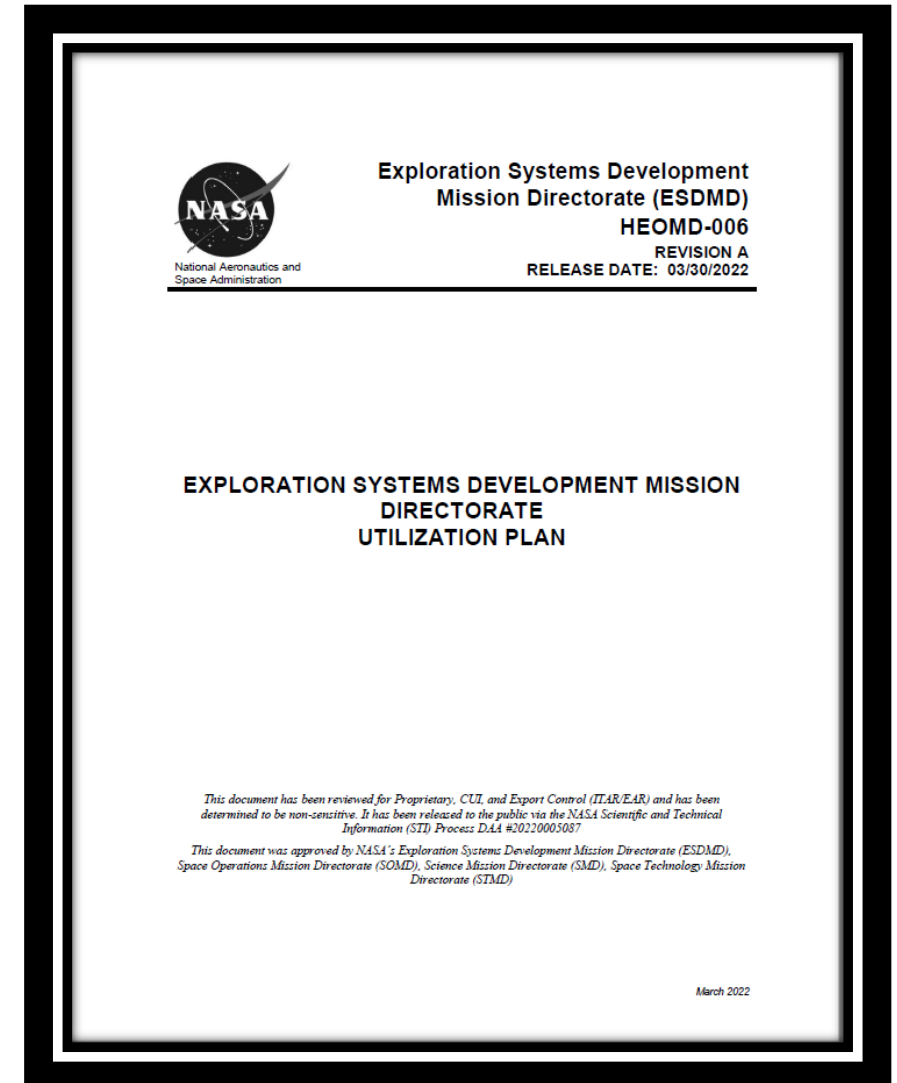 Exploration Systems Development
Mission Directorate (ESDMD)
HEOMD-006
REVISION A
RELEASE DATE: 03/30/2022
NASA
National Aeronautics and
Space Administration
EXPLORATION SYSTEMS DEVELOPMENT MISSION
DIRECTORATE
UTILIZATION PLAN
This document has been reviewed for Proprietary, CUI, and Export Control (ITAR/EAR) and has been
determined to be non-sensitive. It has been released to the public via the NASA Scientific and Technical
Information (STI) Process DAA #20220005087
This document was approved by NASA's Exploration Systems Development Mission Directorate (ESDMD),
Space Operations Mission Directorate (SOMD), Science Mission Directorate (SMD), Space Technology Mission
Directorate (STMD)
March 2022